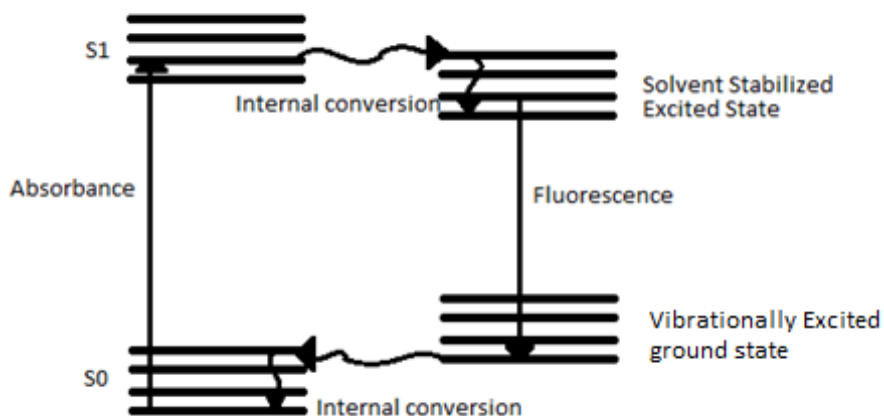 S1
Internal conversion
Solvent Stabilized
Excited State
Absorbance
Fluorescence
Vibrationally Excited
ground state
S0
Internal conversion